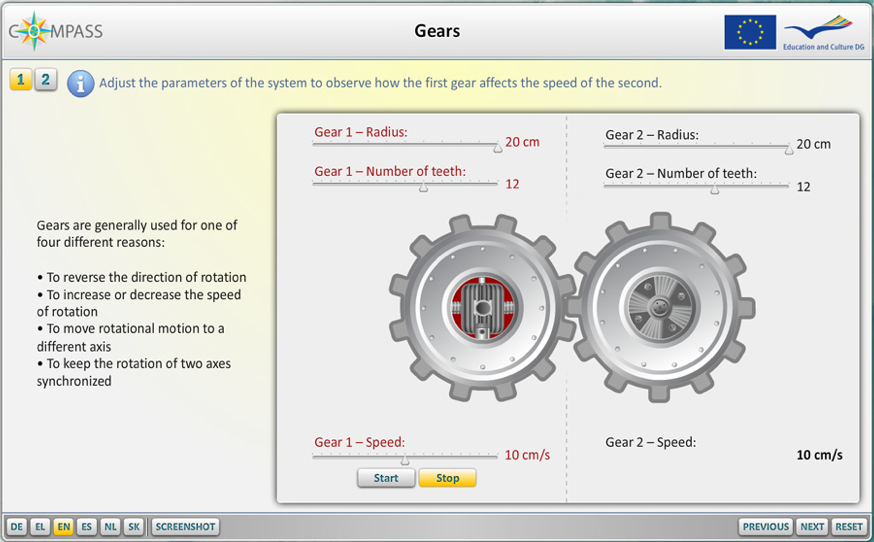 COMPASS
Gears
Education and Culture DG
1 2
i
Adjust the parameters of the system to observe how the first gear affects the speed of the second.
Gears are generally used for one of
four different reasons:
• To reverse the direction of rotation
• To increase or decrease the speed
of rotation
• To move rotational motion to a
different axis
• To keep the rotation of two axes
synchronized
Gear 1 – Radius:
20 cm
Gear 1 – Number of teeth:
12
Gear 2 – Radius:
20 cm
Gear 2 – Number of teeth:
12
Gear 1 – Speed:
10 cm/s
Start Stop
Gear 2 – Speed:
10 cm/s
DE EL EN ES NL SK SCREENSHOT
PREVIOUS NEXT RESET